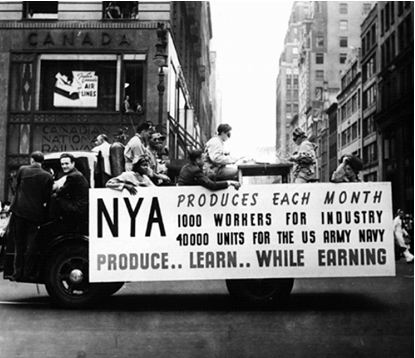 CANADA
AIR
LINES
CANADIAN
NATIONAL
RAILWAY
NYA PRODUCES EACH MONTH
1000 WORKERS FOR INDUSTRY
40000 UNITS FOR THE US ARMY NAVY
PRODUCE.. LEARN.. WHILE EARNING